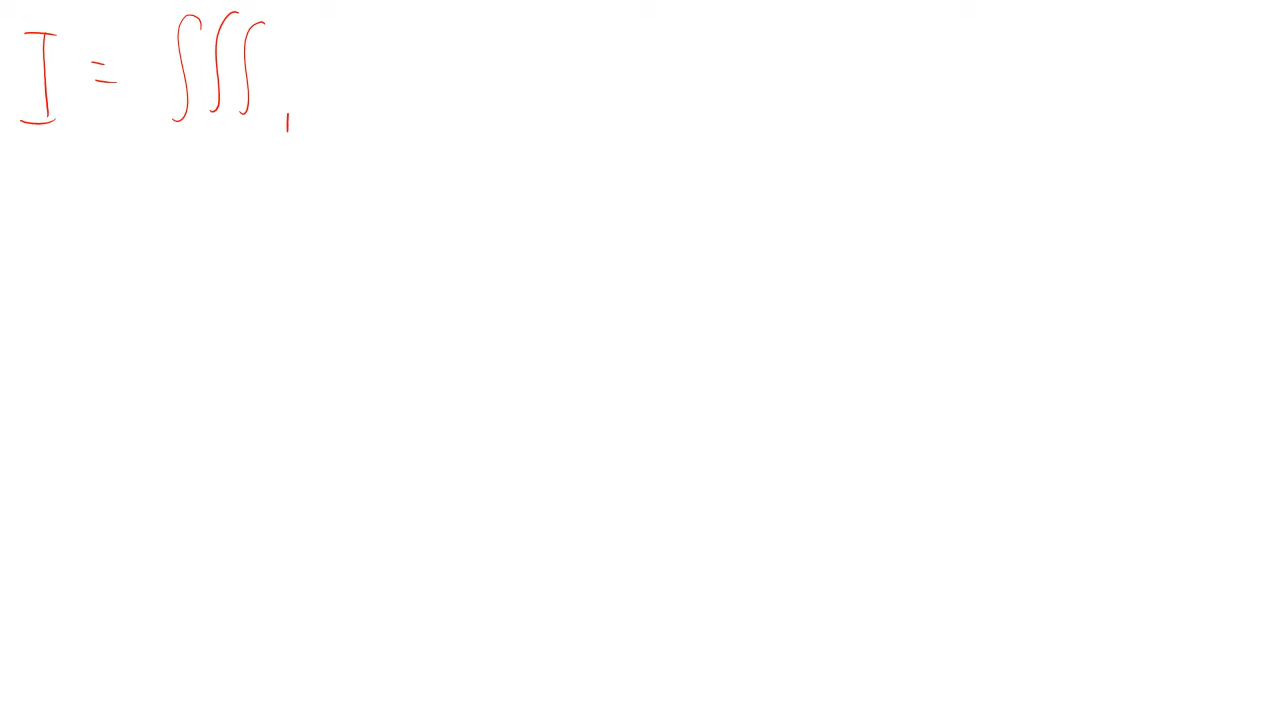 I = ∭